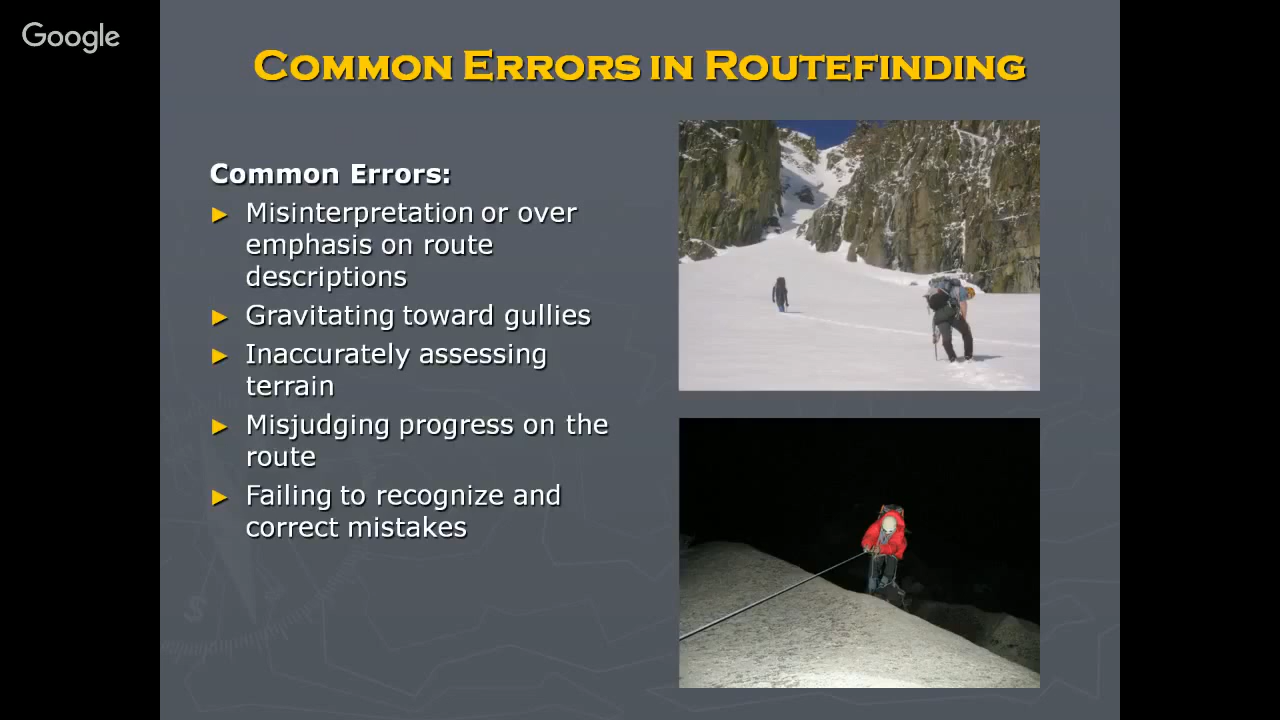 Google
COMMON ERRORS IN ROUTEFINDING
Common Errors:
► Misinterpretation or over
emphasis on route
descriptions
► Gravitating toward gullies
► Inaccurately assessing
terrain
► Misjudging progress on the
route
► Failing to recognize and
correct mistakes